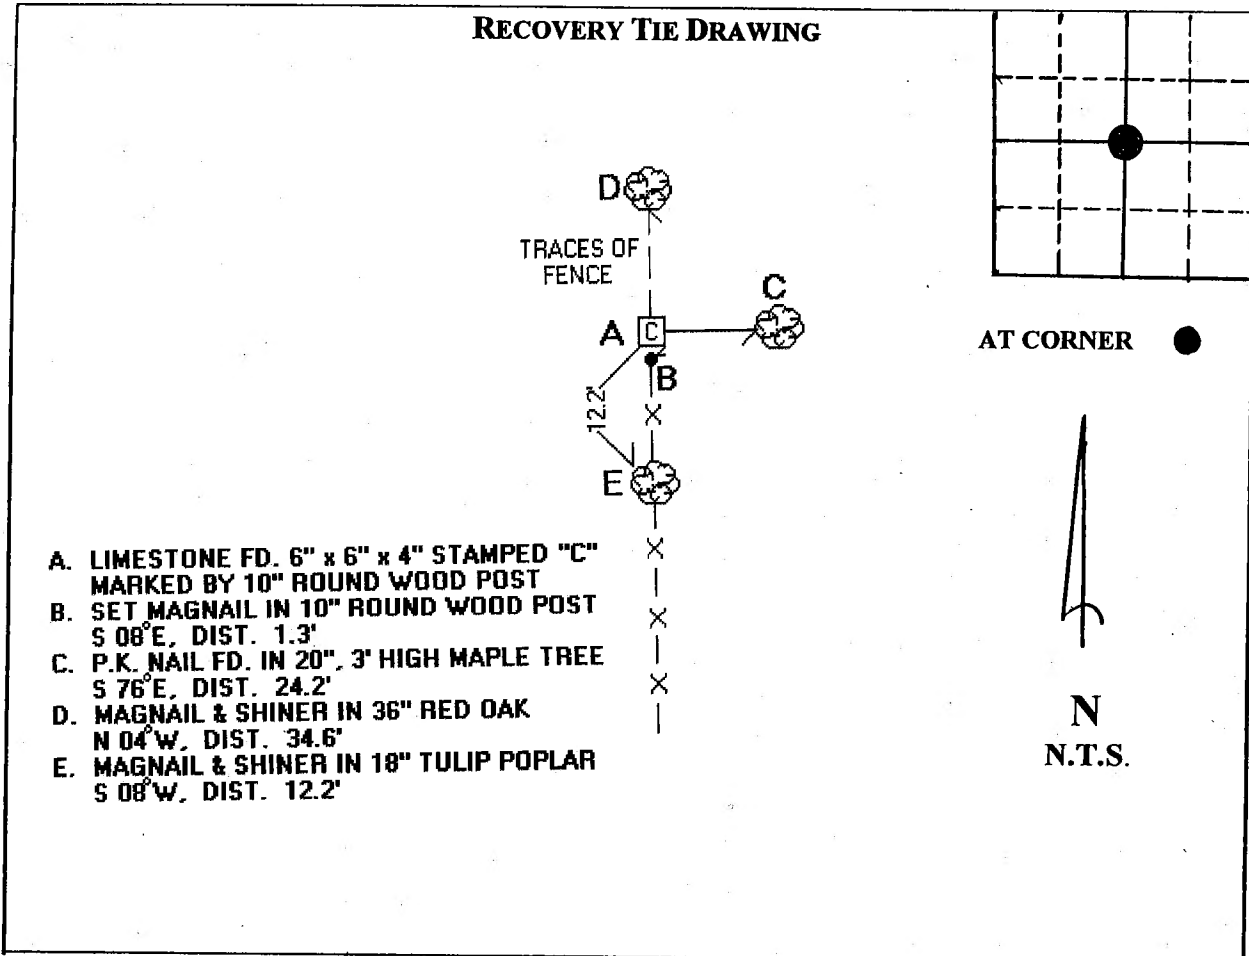 RECOVERY TIE DRAWING
D
TRACES OF
FENCE
C
A
C
B
12.2'
E
AT CORNER
A. LIMESTONE FD. 6" x 6" x 4" STAMPED "C"
MARKED BY 10" ROUND WOOD POST
B. SET MAGNAIL IN 10" ROUND WOOD POST
S 08°E, DIST. 1.3'
C. P.K. NAIL FD. IN 20", 3' HIGH MAPLE TREE
S 76°E, DIST. 24.2'
D. MAGNAIL & SHINER IN 36" RED OAK
N 04°W, DIST. 34.6'
E. MAGNAIL & SHINER IN 18" TULIP POPLAR
S 08°W, DIST. 12.2'
N
N.T.S.